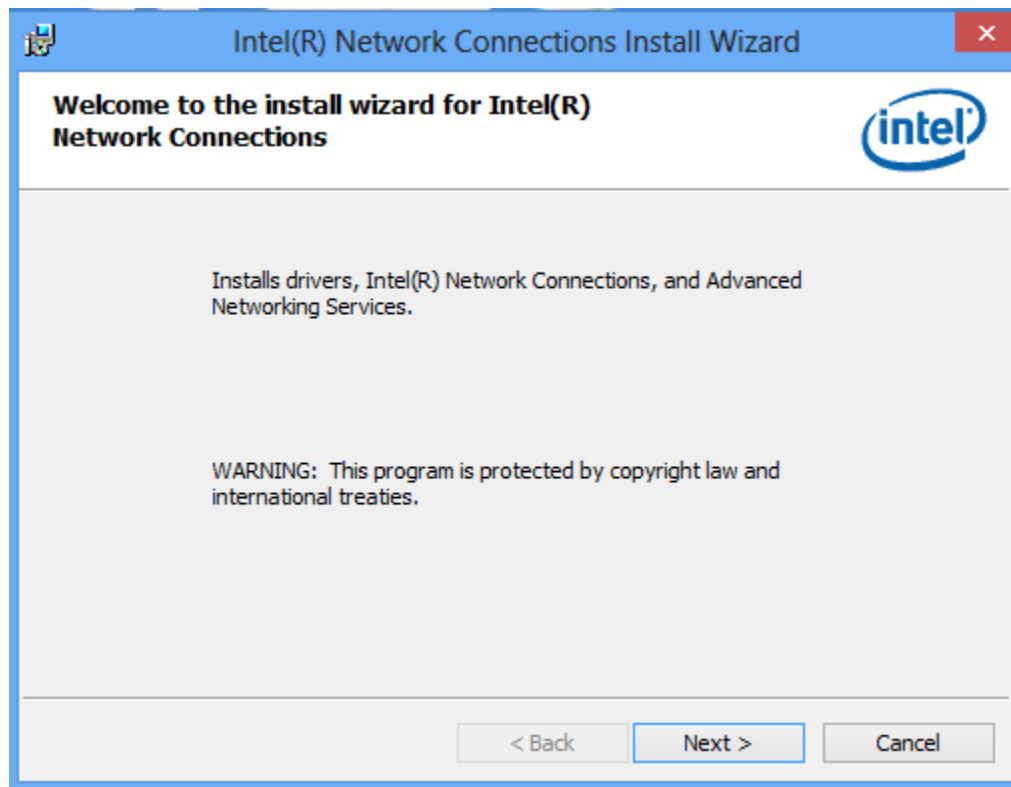 Intel(R) Network Connections Install Wizard
×
Welcome to the install wizard for Intel(R)
Network Connections
intel
Installs drivers, Intel(R) Network Connections, and Advanced
Networking Services.
WARNING: This program is protected by copyright law and
international treaties.
< Back
Next >
Cancel